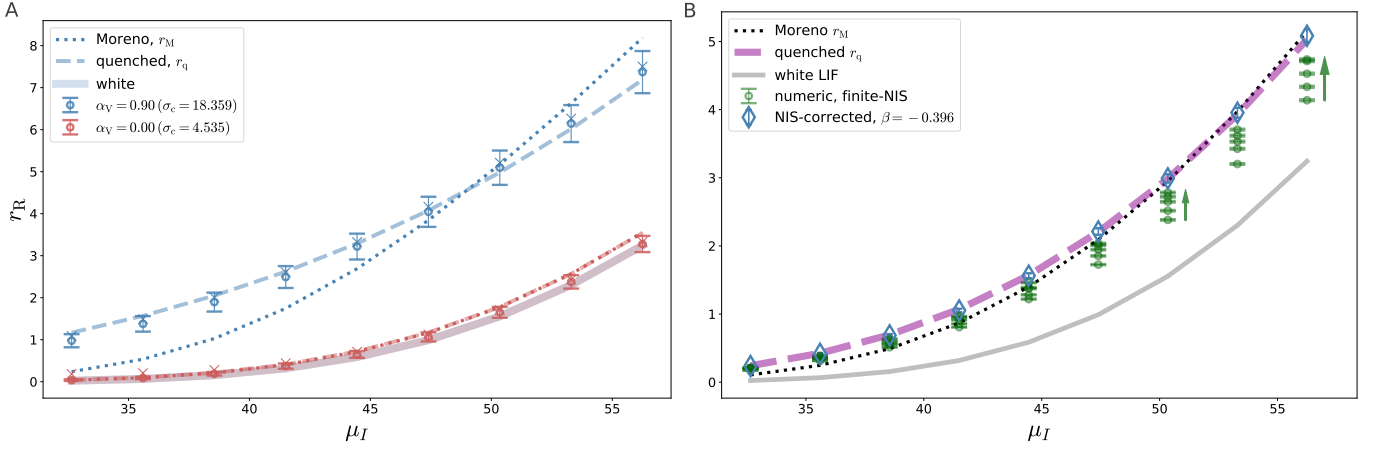 A
8
7
6
5
4
3
2
1
0
r_R
35
40
45
50
55
μ_I
Moreno, r_M
quenched, r_q
white
α_V = 0.90 (σ_c = 18.359)
α_V = 0.00 (σ_c = 4.535)
B
5
4
3
2
1
0
35
40
45
50
55
μ_I
Moreno r_M
quenched r_q
white LIF
numeric, finite-NIS
NIS-corrected, β = −0.396